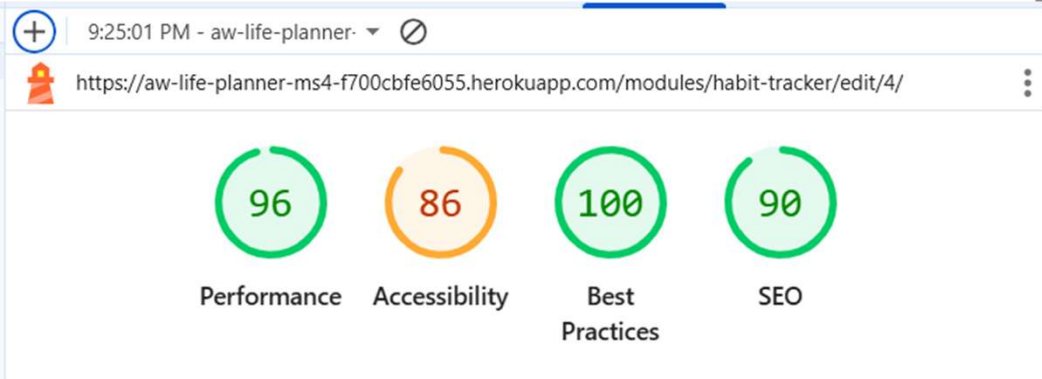 9:25:01 PM - aw-life-planner-
https://aw-life-planner-ms4-f700cbfe6055.herokuapp.com/modules/habit-tracker/edit/4/
96 86 100 90
Performance Accessibility Best Practices SEO